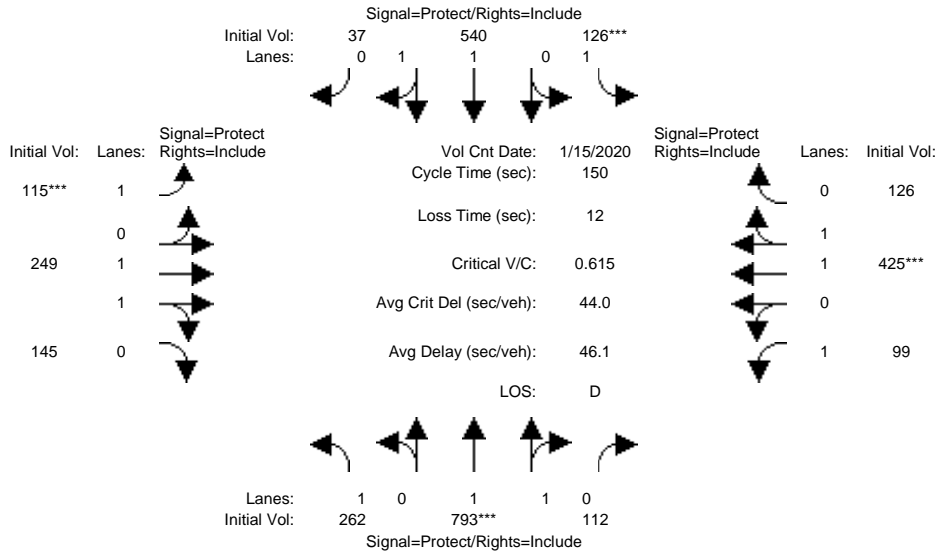 Signal=Protect/Rights=Include
Initial Vol: 37 540 126***
Lanes: 0 1 1 0 1
Signal=Protect
Initial Vol: Lanes: Rights=Include
Vol Cnt Date: 1/15/2020
Signal=Protect
Rights=Include Lanes: Initial Vol:
Cycle Time (sec): 150
115*** 1
0 126
Loss Time (sec): 12
0
1
249 1
Critical V/C: 0.615
1 425***
1
Avg Crit Del (sec/veh): 44.0
0
145 0
Avg Delay (sec/veh): 46.1
1 99
LOS: D
Lanes: 1 0 1 1 0
Initial Vol: 262 793*** 112
Signal=Protect/Rights=Include